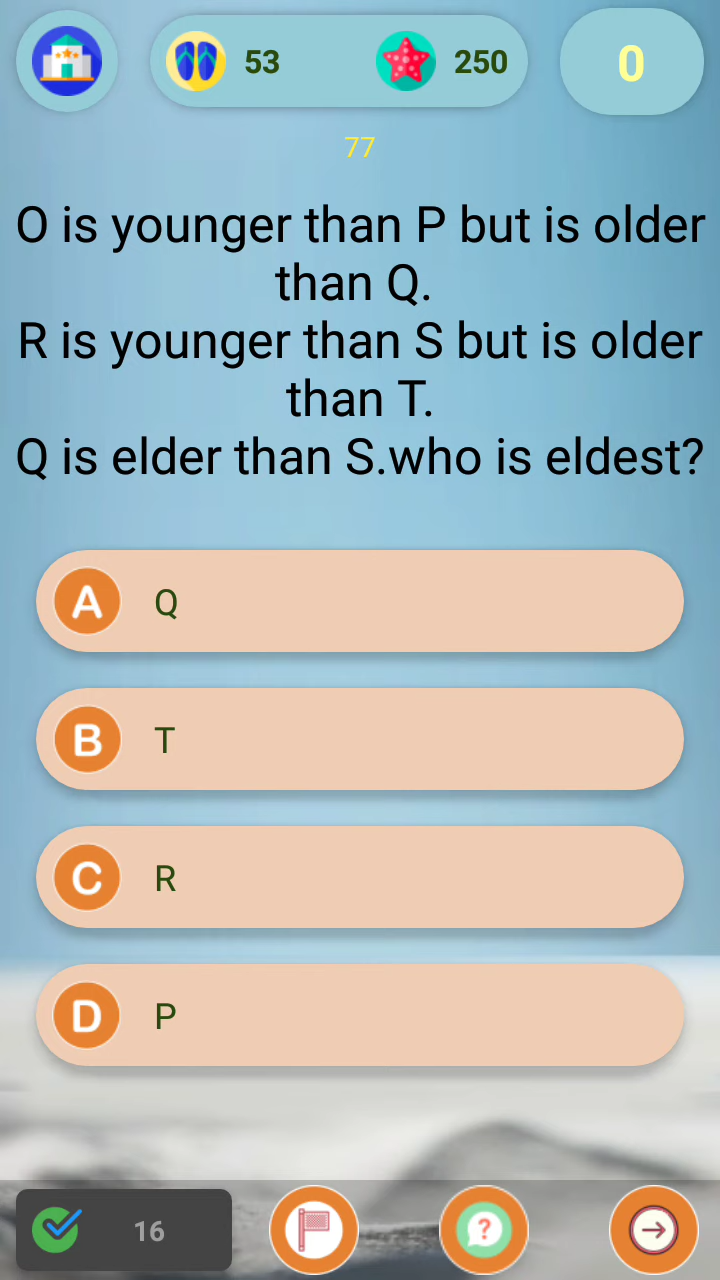 53 250 0
77
O is younger than P but is older
than Q.
R is younger than S but is older
than T.
Q is elder than S.who is eldest?
A Q
B T
C R
D P
16 ?